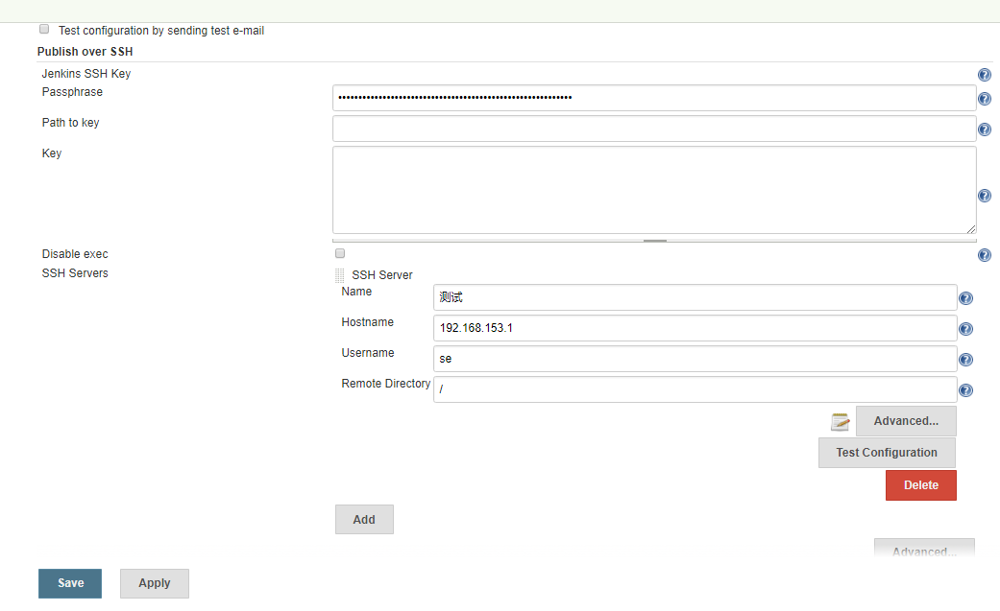 Test configuration by sending test e-mail
Publish over SSH
Jenkins SSH Key
Passphrase
Path to key
Key
Disable exec
SSH Servers
SSH Server
Name
测试
Hostname
192.168.153.1
Username
se
Remote Directory
/
Advanced...
Test Configuration
Delete
Add
Advanced...
Save
Apply